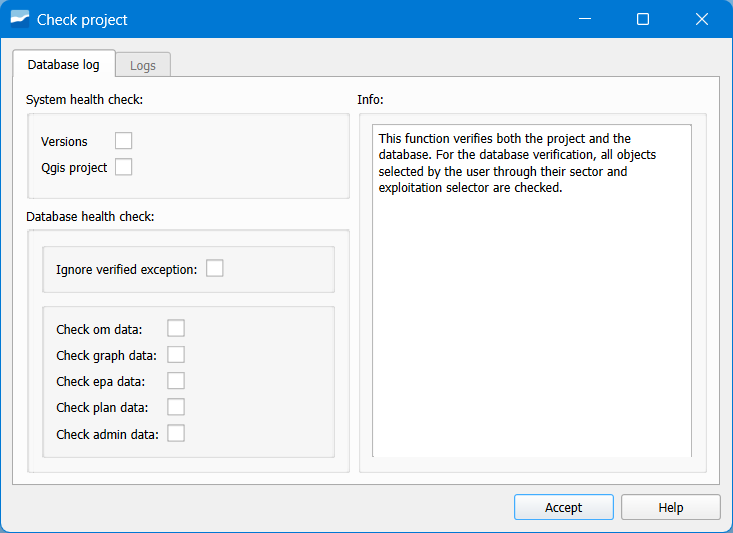 Check project
Database log
Logs
System health check:
Versions
Qgis project
Database health check:
Ignore verified exception:
Check om data:
Check graph data:
Check epa data:
Check plan data:
Check admin data:
Info:
This function verifies both the project and the
database. For the database verification, all objects
selected by the user through their sector and
exploitation selector are checked.
Accept
Help